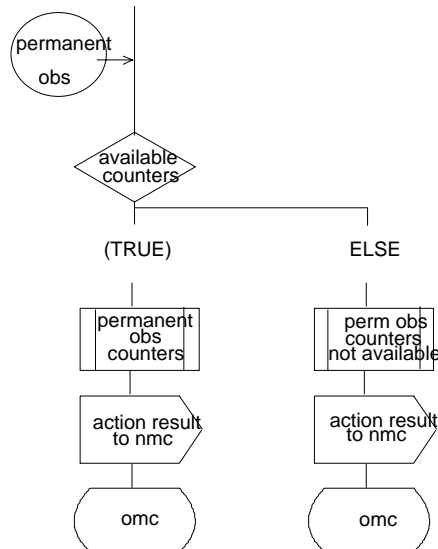 permanent
obs
available
counters
(TRUE)
ELSE
permanent
obs
counters
perm obs
counters
not available
action result
to nmc
action result
to nmc
omc
omc